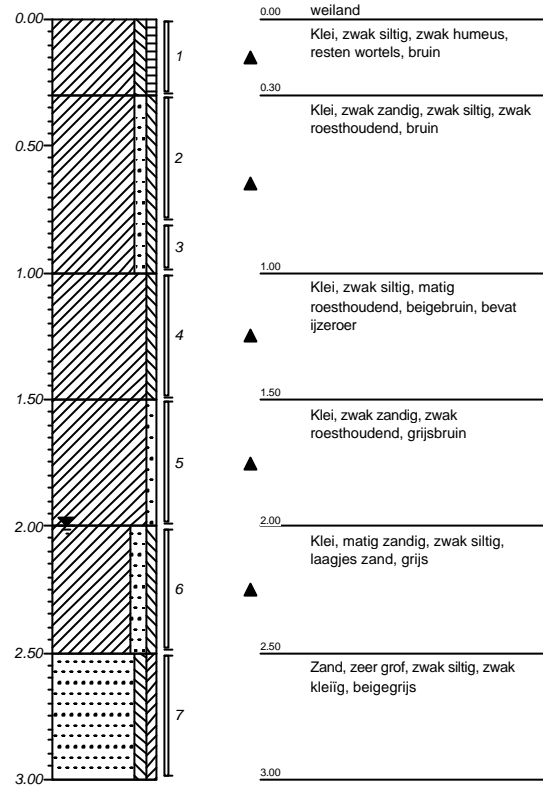 0.00
0.50
1.00
1.50
2.00
2.50
3.00
1
2
3
4
5
6
7
0.00
weiland
Klei, zwak siltig, zwak humeus,
resten wortels, bruin
0.30
Klei, zwak zandig, zwak siltig, zwak
roesthoudend, bruin
1.00
Klei, zwak siltig, matig
roesthoudend, beigebruin, bevat
ijzeroer
1.50
Klei, zwak zandig, zwak
roesthoudend, grijsbruin
2.00
Klei, matig zandig, zwak siltig,
laagjes zand, grijs
2.50
Zand, zeer grof, zwak siltig, zwak
kleiïg, beigegrijs
3.00